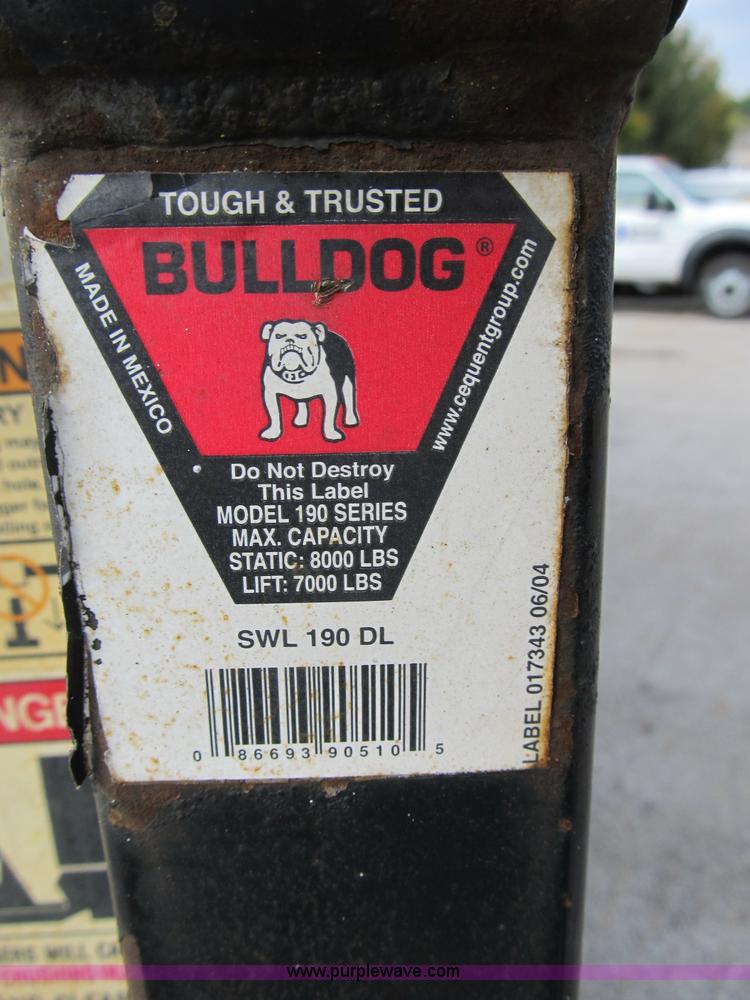 TOUGH & TRUSTED
BULLDOG®
MADE IN MEXICO
www.cequentgroup.com
Do Not Destroy
This Label
MODEL 190 SERIES
MAX. CAPACITY
STATIC: 8000 LBS
LIFT: 7000 LBS
SWL 190 DL
0 86693 90510 5
LABEL 017343 06/04
www.purplewave.com